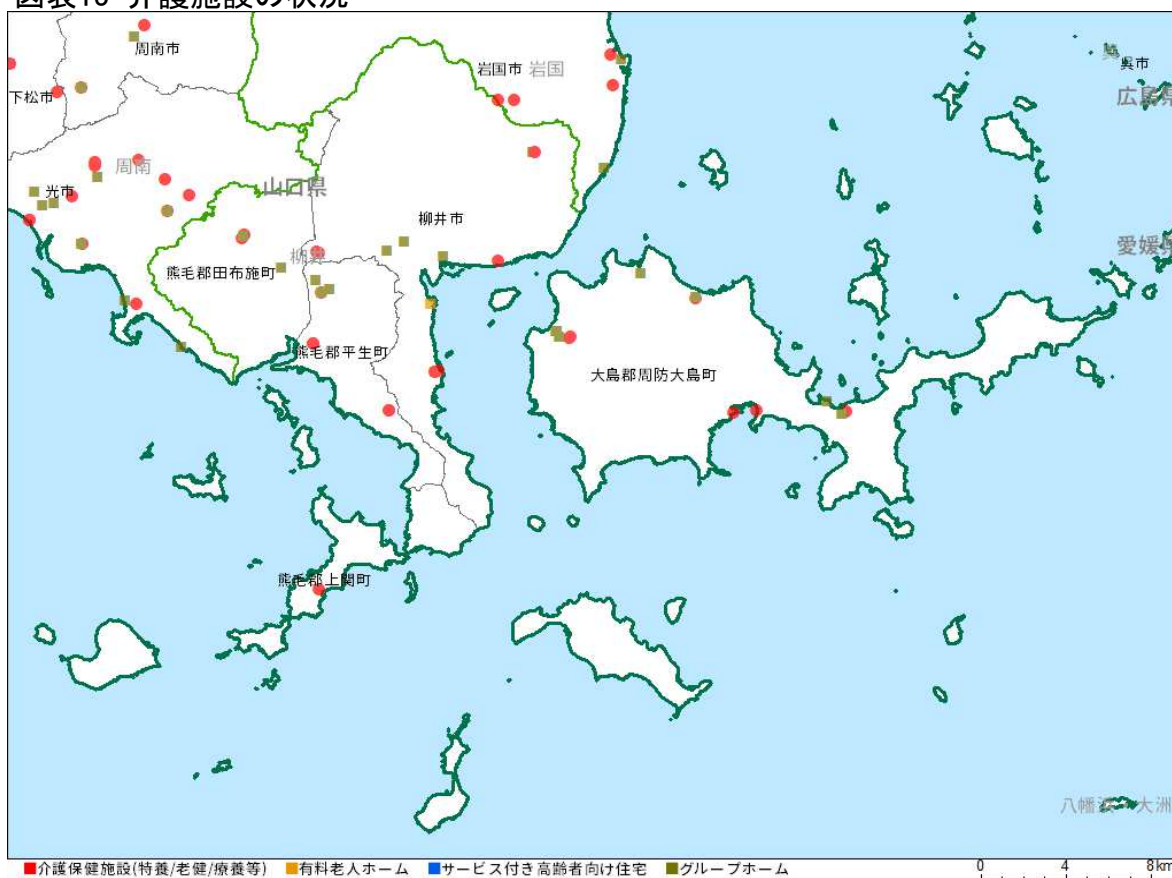 図表10 介護施設の状況
周南市
岩国市 岩国
呉
呉市
下松市
広島県
周南
光市
山口県
柳井市
愛媛県
熊毛郡田布施町
柳井
熊毛郡平生町
大島郡周防大島町
熊毛郡上関町
八幡浜・大洲
■介護保健施設(特養/老健/療養等) ■有料老人ホーム ■サービス付き高齢者向け住宅 ■グループホーム
0 4 8km